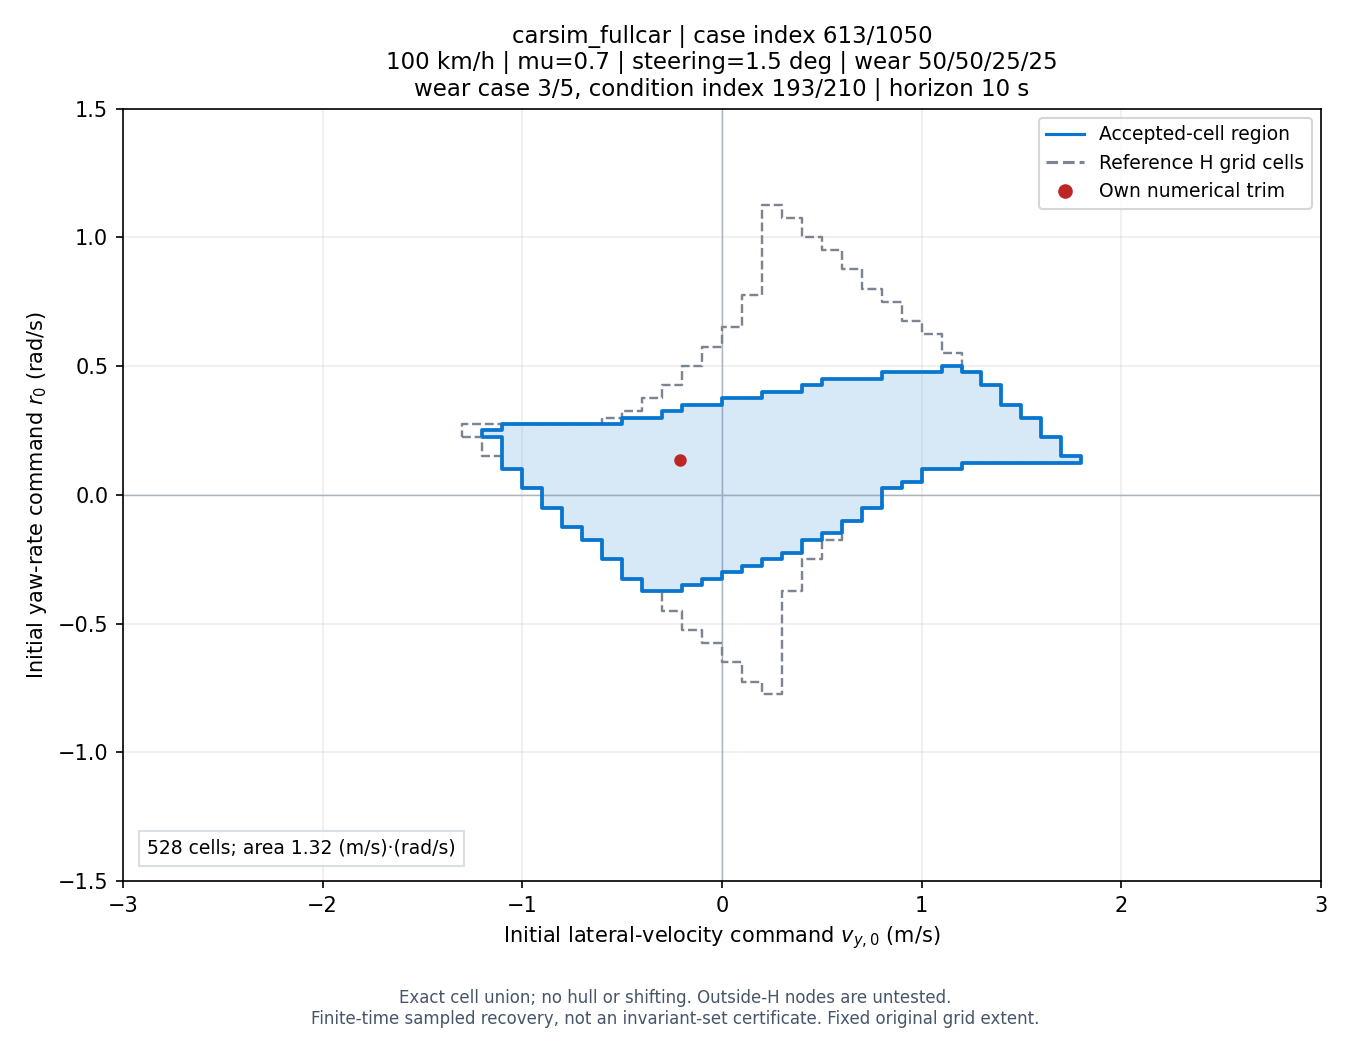 carsim_fullcar | case index 613/1050
100 km/h | mu=0.7 | steering=1.5 deg | wear 50/50/25/25
wear case 3/5, condition index 193/210 | horizon 10 s
Accepted-cell region
Reference H grid cells
Own numerical trim
1.5
1.0
0.5
0.0
−0.5
−1.0
−1.5
Initial yaw-rate command r₀ (rad/s)
528 cells; area 1.32 (m/s)·(rad/s)
−3
−2
−1
0
1
2
3
Initial lateral-velocity command v_{y,0} (m/s)
Exact cell union; no hull or shifting. Outside-H nodes are untested.
Finite-time sampled recovery, not an invariant-set certificate. Fixed original grid extent.